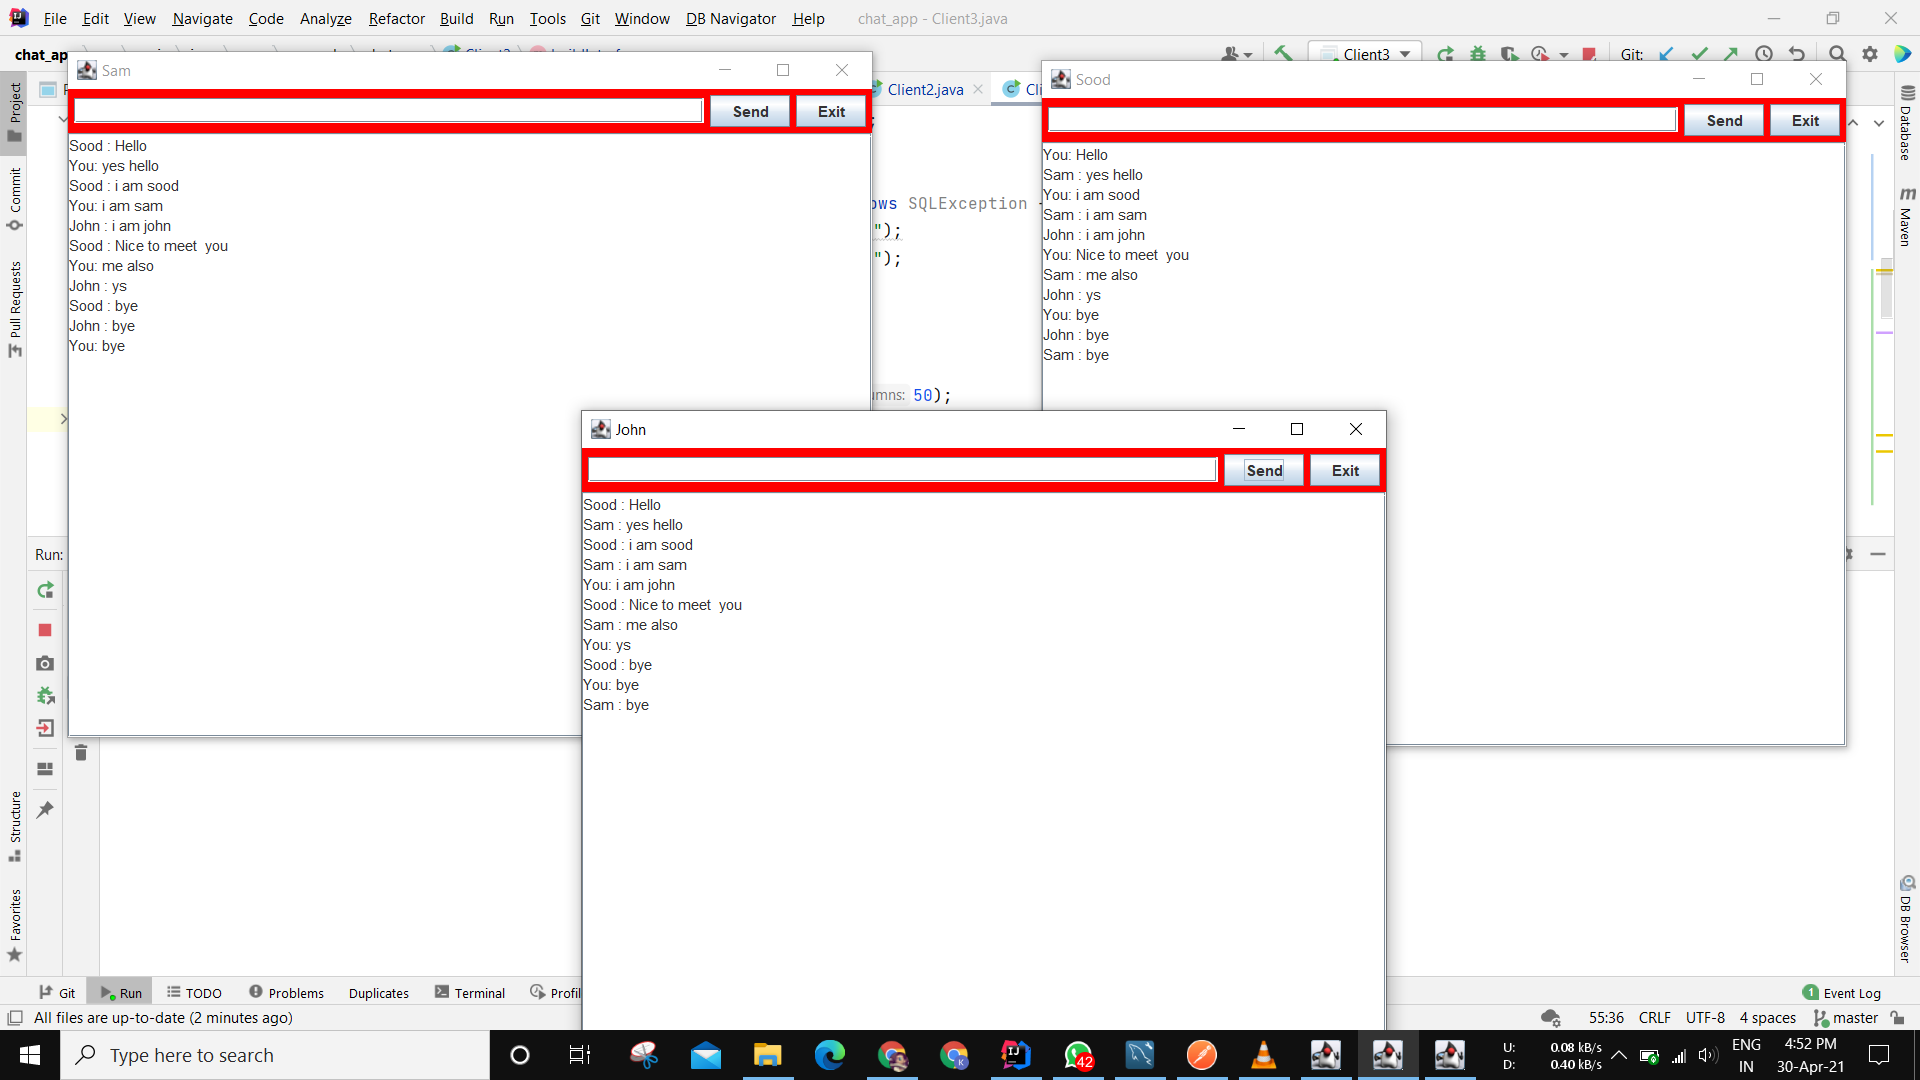 File Edit View Navigate Code Analyze Refactor Build Run Tools Git Window DB Navigator Help chat_app - Client3.java
chat_ap
Client3
Git:
Sam
Send Exit
Sood : Hello
You: yes hello
Sood : i am sood
You: i am sam
John : i am john
Sood : Nice to meet  you
You: me also
John : ys
Sood : bye
John : bye
You: bye
Client2.java
Cli
;
ows SQLException
");
");
umns: 50);
Sood
Send Exit
You: Hello
Sam : yes hello
You: i am sood
Sam : i am sam
John : i am john
You: Nice to meet  you
Sam : me also
John : ys
You: bye
John : bye
Sam : bye
John
Send Exit
Sood : Hello
Sam : yes hello
Sood : i am sood
Sam : i am sam
You: i am john
Sood : Nice to meet  you
Sam : me also
You: ys
Sood : bye
You: bye
Sam : bye
Project
Commit
Pull Requests
Structure
Favorites
Database
m
Maven
DB Browser
Run:
Git Run TODO Problems Duplicates Terminal Profil
1 Event Log
All files are up-to-date (2 minutes ago)
55:36 CRLF UTF-8 4 spaces master
Type here to search
42
U: 0.08 kB/s
D: 0.40 kB/s
ENG
IN
4:52 PM
30-Apr-21